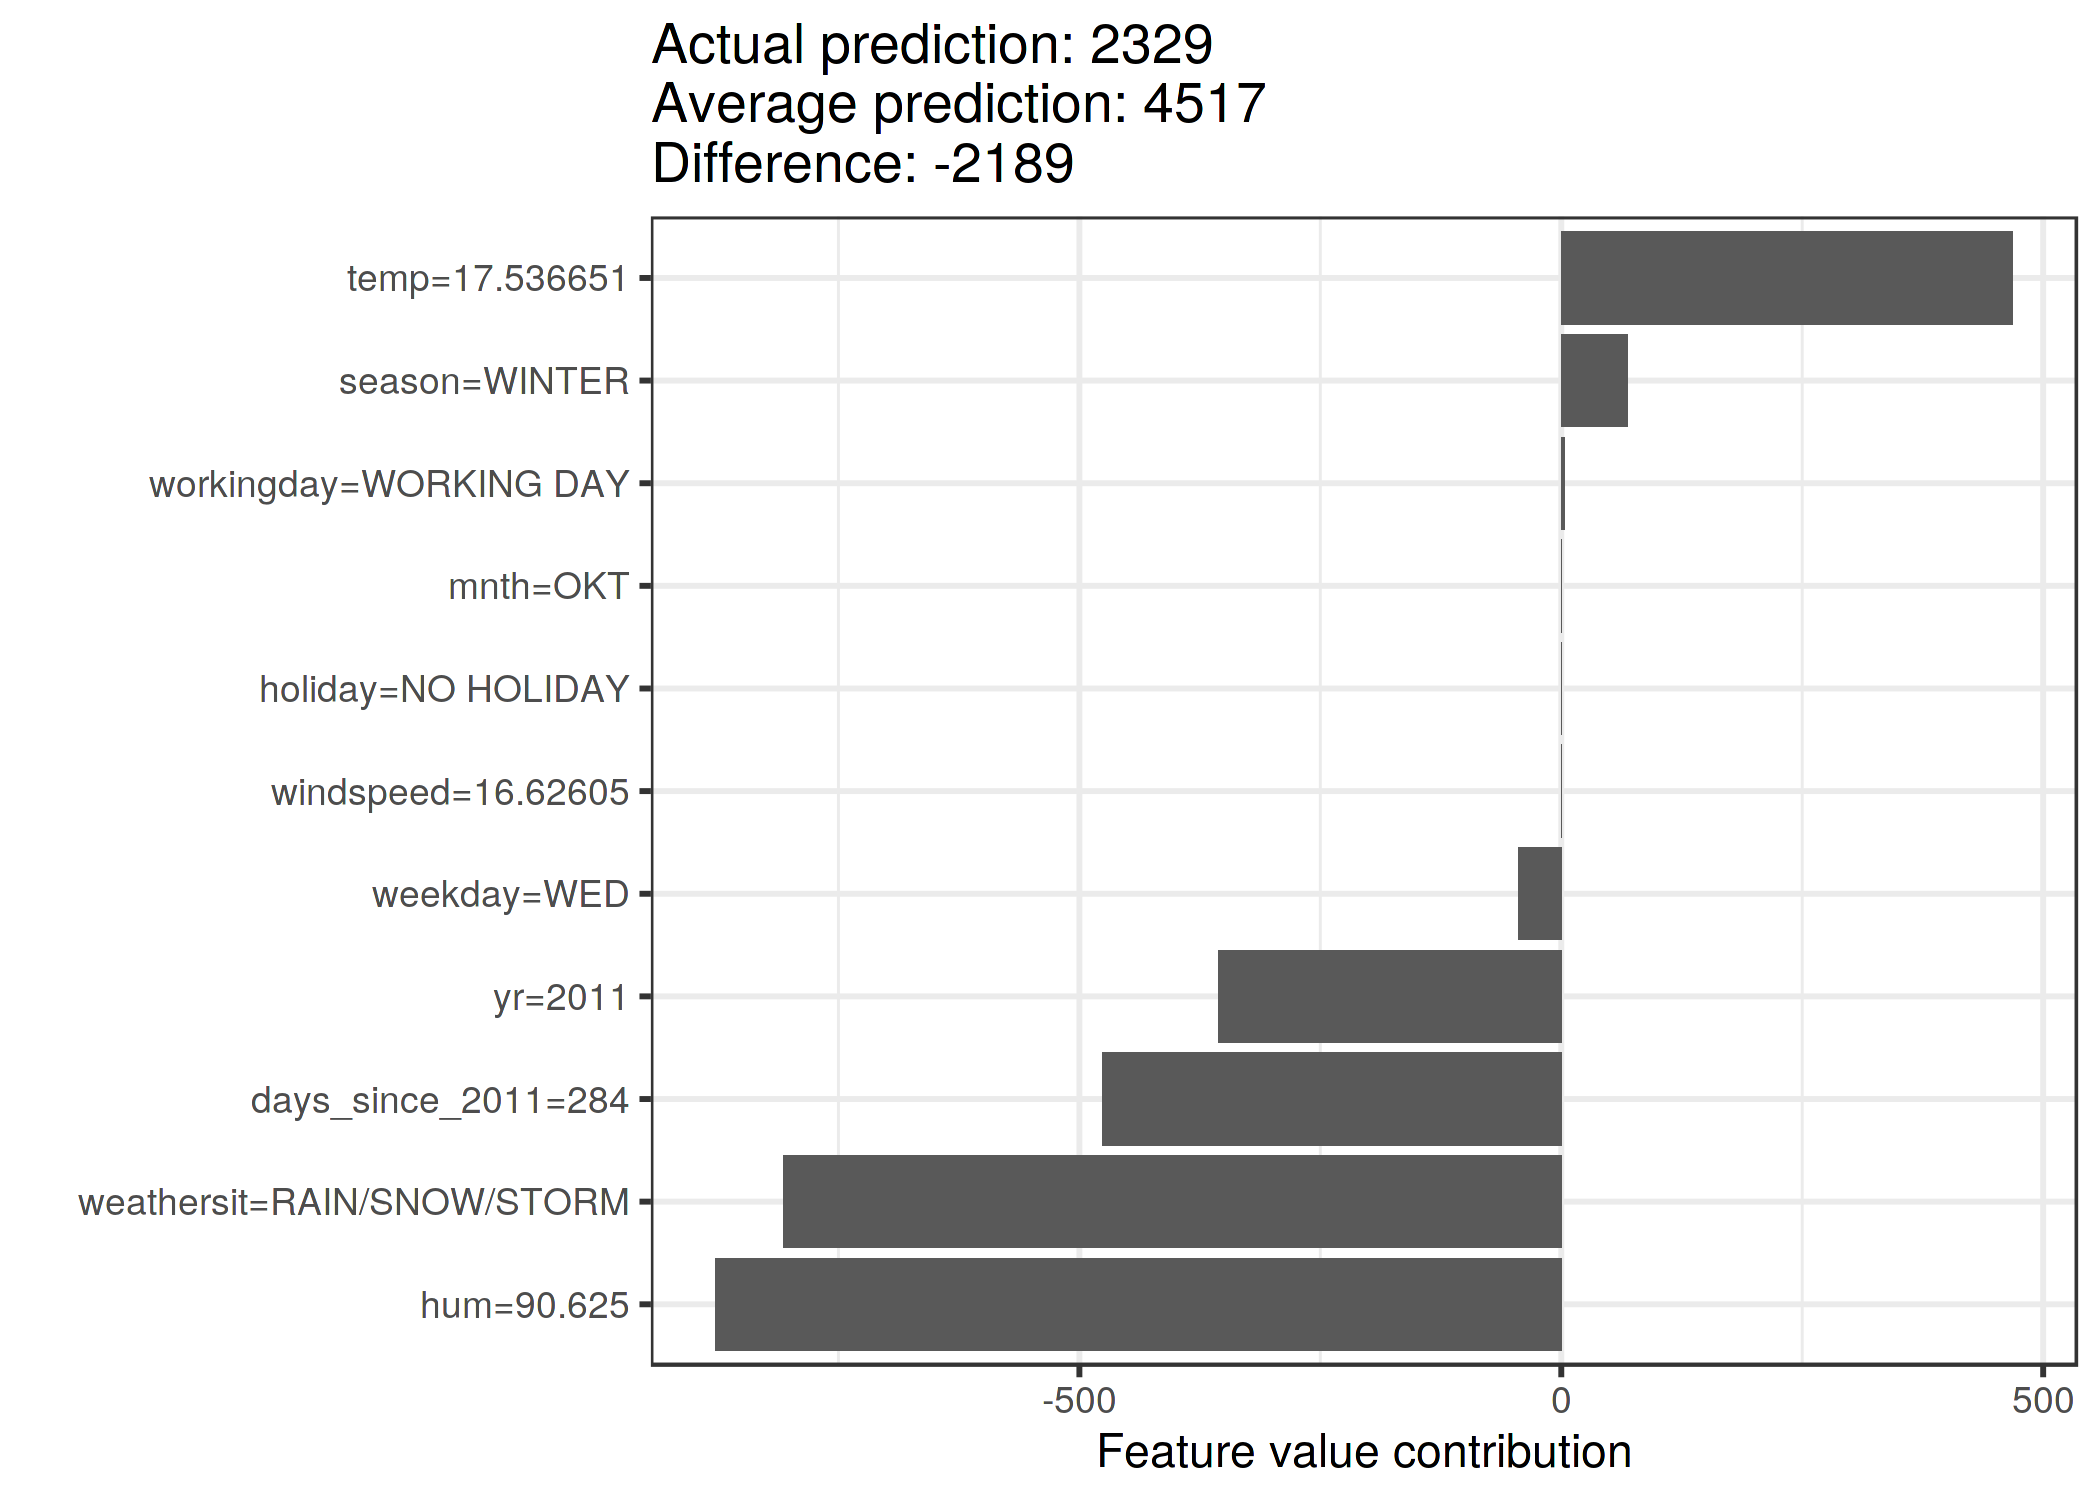 Actual prediction: 2329
Average prediction: 4517
Difference: -2189
temp=17.536651
season=WINTER
workingday=WORKING DAY
mnth=OKT
holiday=NO HOLIDAY
windspeed=16.62605
weekday=WED
yr=2011
days_since_2011=284
weathersit=RAIN/SNOW/STORM
hum=90.625
-500 0 500
Feature value contribution